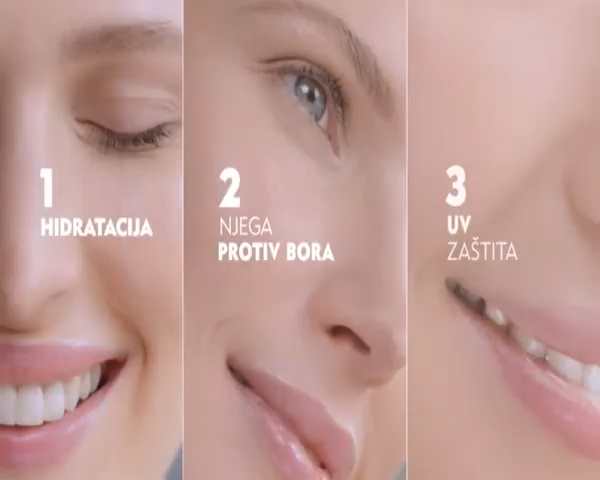 1
HIDRATACIJA
2
NJEGA
PROTIV BORA
3
UV
ZAŠTITA